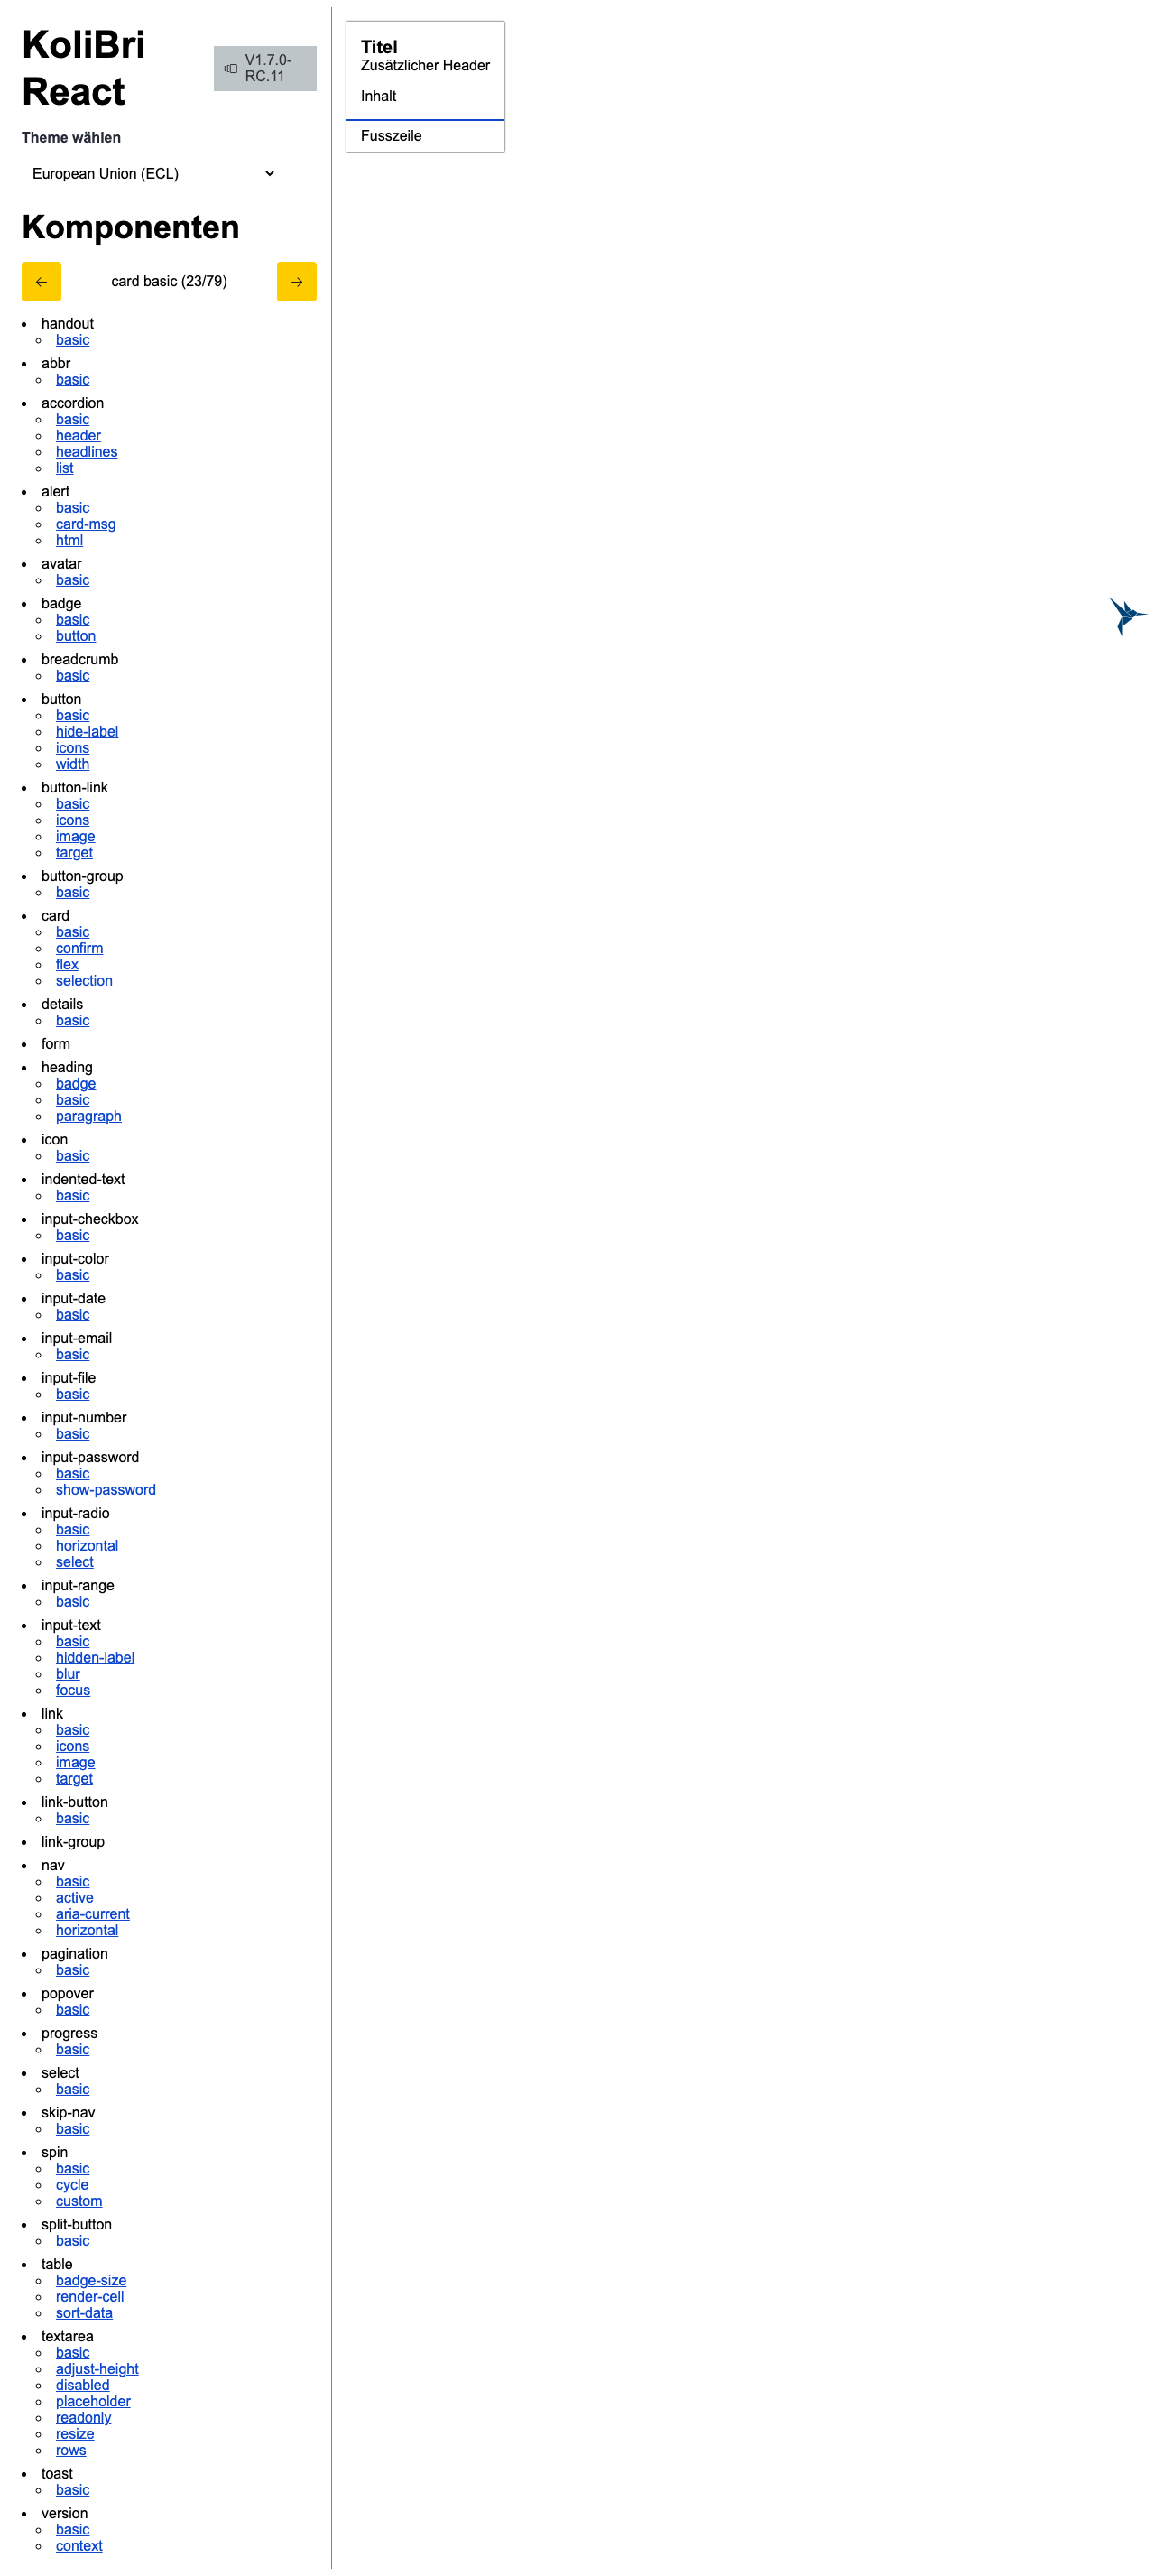 KoliBri
React
V1.7.0-
RC.11
Theme wählen
European Union (ECL)
Komponenten
card basic (23/79)
handout
basic
abbr
basic
accordion
basic
header
headlines
list
alert
basic
card-msg
html
avatar
basic
badge
basic
button
breadcrumb
basic
button
basic
hide-label
icons
width
button-link
basic
icons
image
target
button-group
basic
card
basic
confirm
flex
selection
details
basic
form
heading
badge
basic
paragraph
icon
basic
indented-text
basic
input-checkbox
basic
input-color
basic
input-date
basic
input-email
basic
input-file
basic
input-number
basic
input-password
basic
show-password
input-radio
basic
horizontal
select
input-range
basic
input-text
basic
hidden-label
blur
focus
link
basic
icons
image
target
link-button
basic
link-group
nav
basic
active
aria-current
horizontal
pagination
basic
popover
basic
progress
basic
select
basic
skip-nav
basic
spin
basic
cycle
custom
split-button
basic
table
badge-size
render-cell
sort-data
textarea
basic
adjust-height
disabled
placeholder
readonly
resize
rows
toast
basic
version
basic
context
Titel
Zusätzlicher Header
Inhalt
Fusszeile